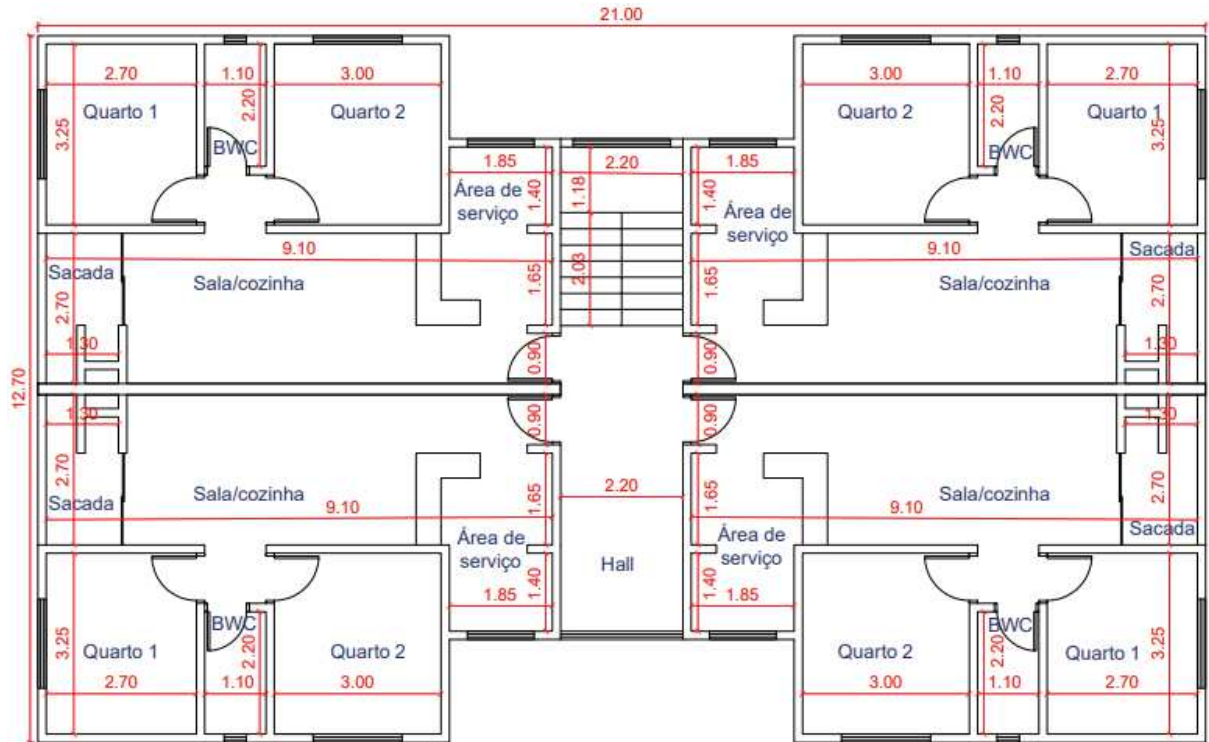 21.00
2.70 1.10 3.00 3.00 1.10 2.70
Quarto 1 2.20 Quarto 2 Quarto 2 2.20 Quarto 1
3.25 BWC BWC 3.25
1.85 2.20 1.85
Área de 1.40 1.18 1.40 Área de
serviço serviço
9.10 9.10
Sacada Sala/cozinha 2.03 Sala/cozinha Sacada
2.70 1.65 1.65 2.70
1.30 0.90 0.90 1.30
12.70
1.30 0.90 0.90 1.30
2.70 1.65 1.65 2.70
Sacada Sala/cozinha 2.20 Sala/cozinha Sacada
9.10 9.10
Área de Área de
serviço Hall serviço
1.40 1.40
1.85 1.85
BWC BWC
3.25 Quarto 1 2.20 Quarto 2 Quarto 2 2.20 Quarto 1 3.25
2.70 1.10 3.00 3.00 1.10 2.70